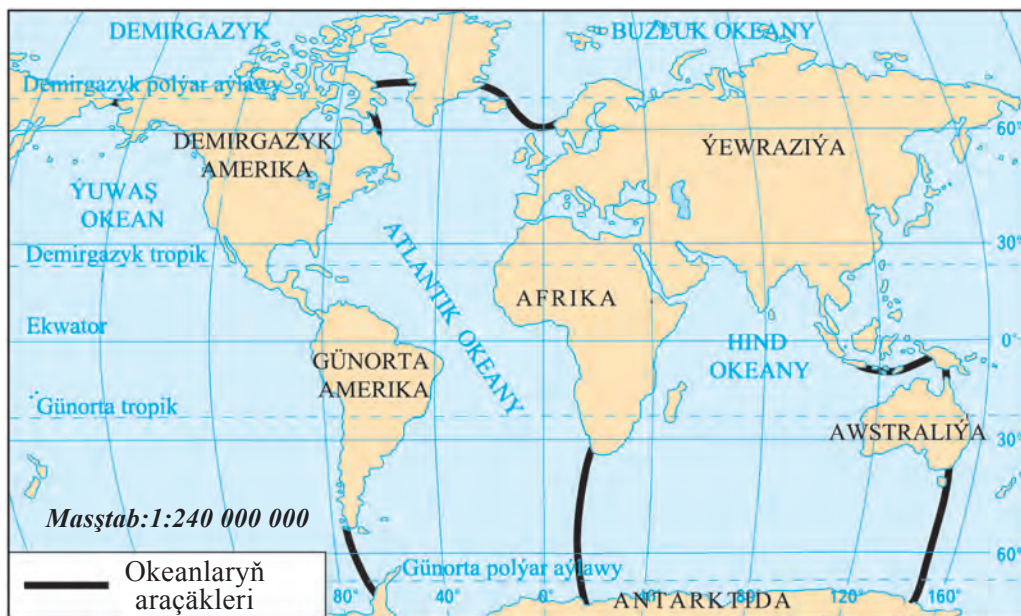 DEMIRGAZYK
BUZLUK OKEANY
Demirgazyk polýar aýlawy
60°
DEMIRGAZYK
AMERIKA
ÝEWRAZIÝA
ÝUWAŞ
OKEAN
ATLANTIK OKEANY
30°
Demirgazyk tropik
AFRIKA
Ekwator
0°
HIND
OKEANY
GÜNORTA
AMERIKA
Günorta tropik
AWSTRALIÝA
30°
Masştab:1:240 000 000
60°
Okeanlaryň
araçäkleri
Günorta polýar aýlawy
80°
40°
0°
40°
80°
120°
160°
ANTARKTIDA